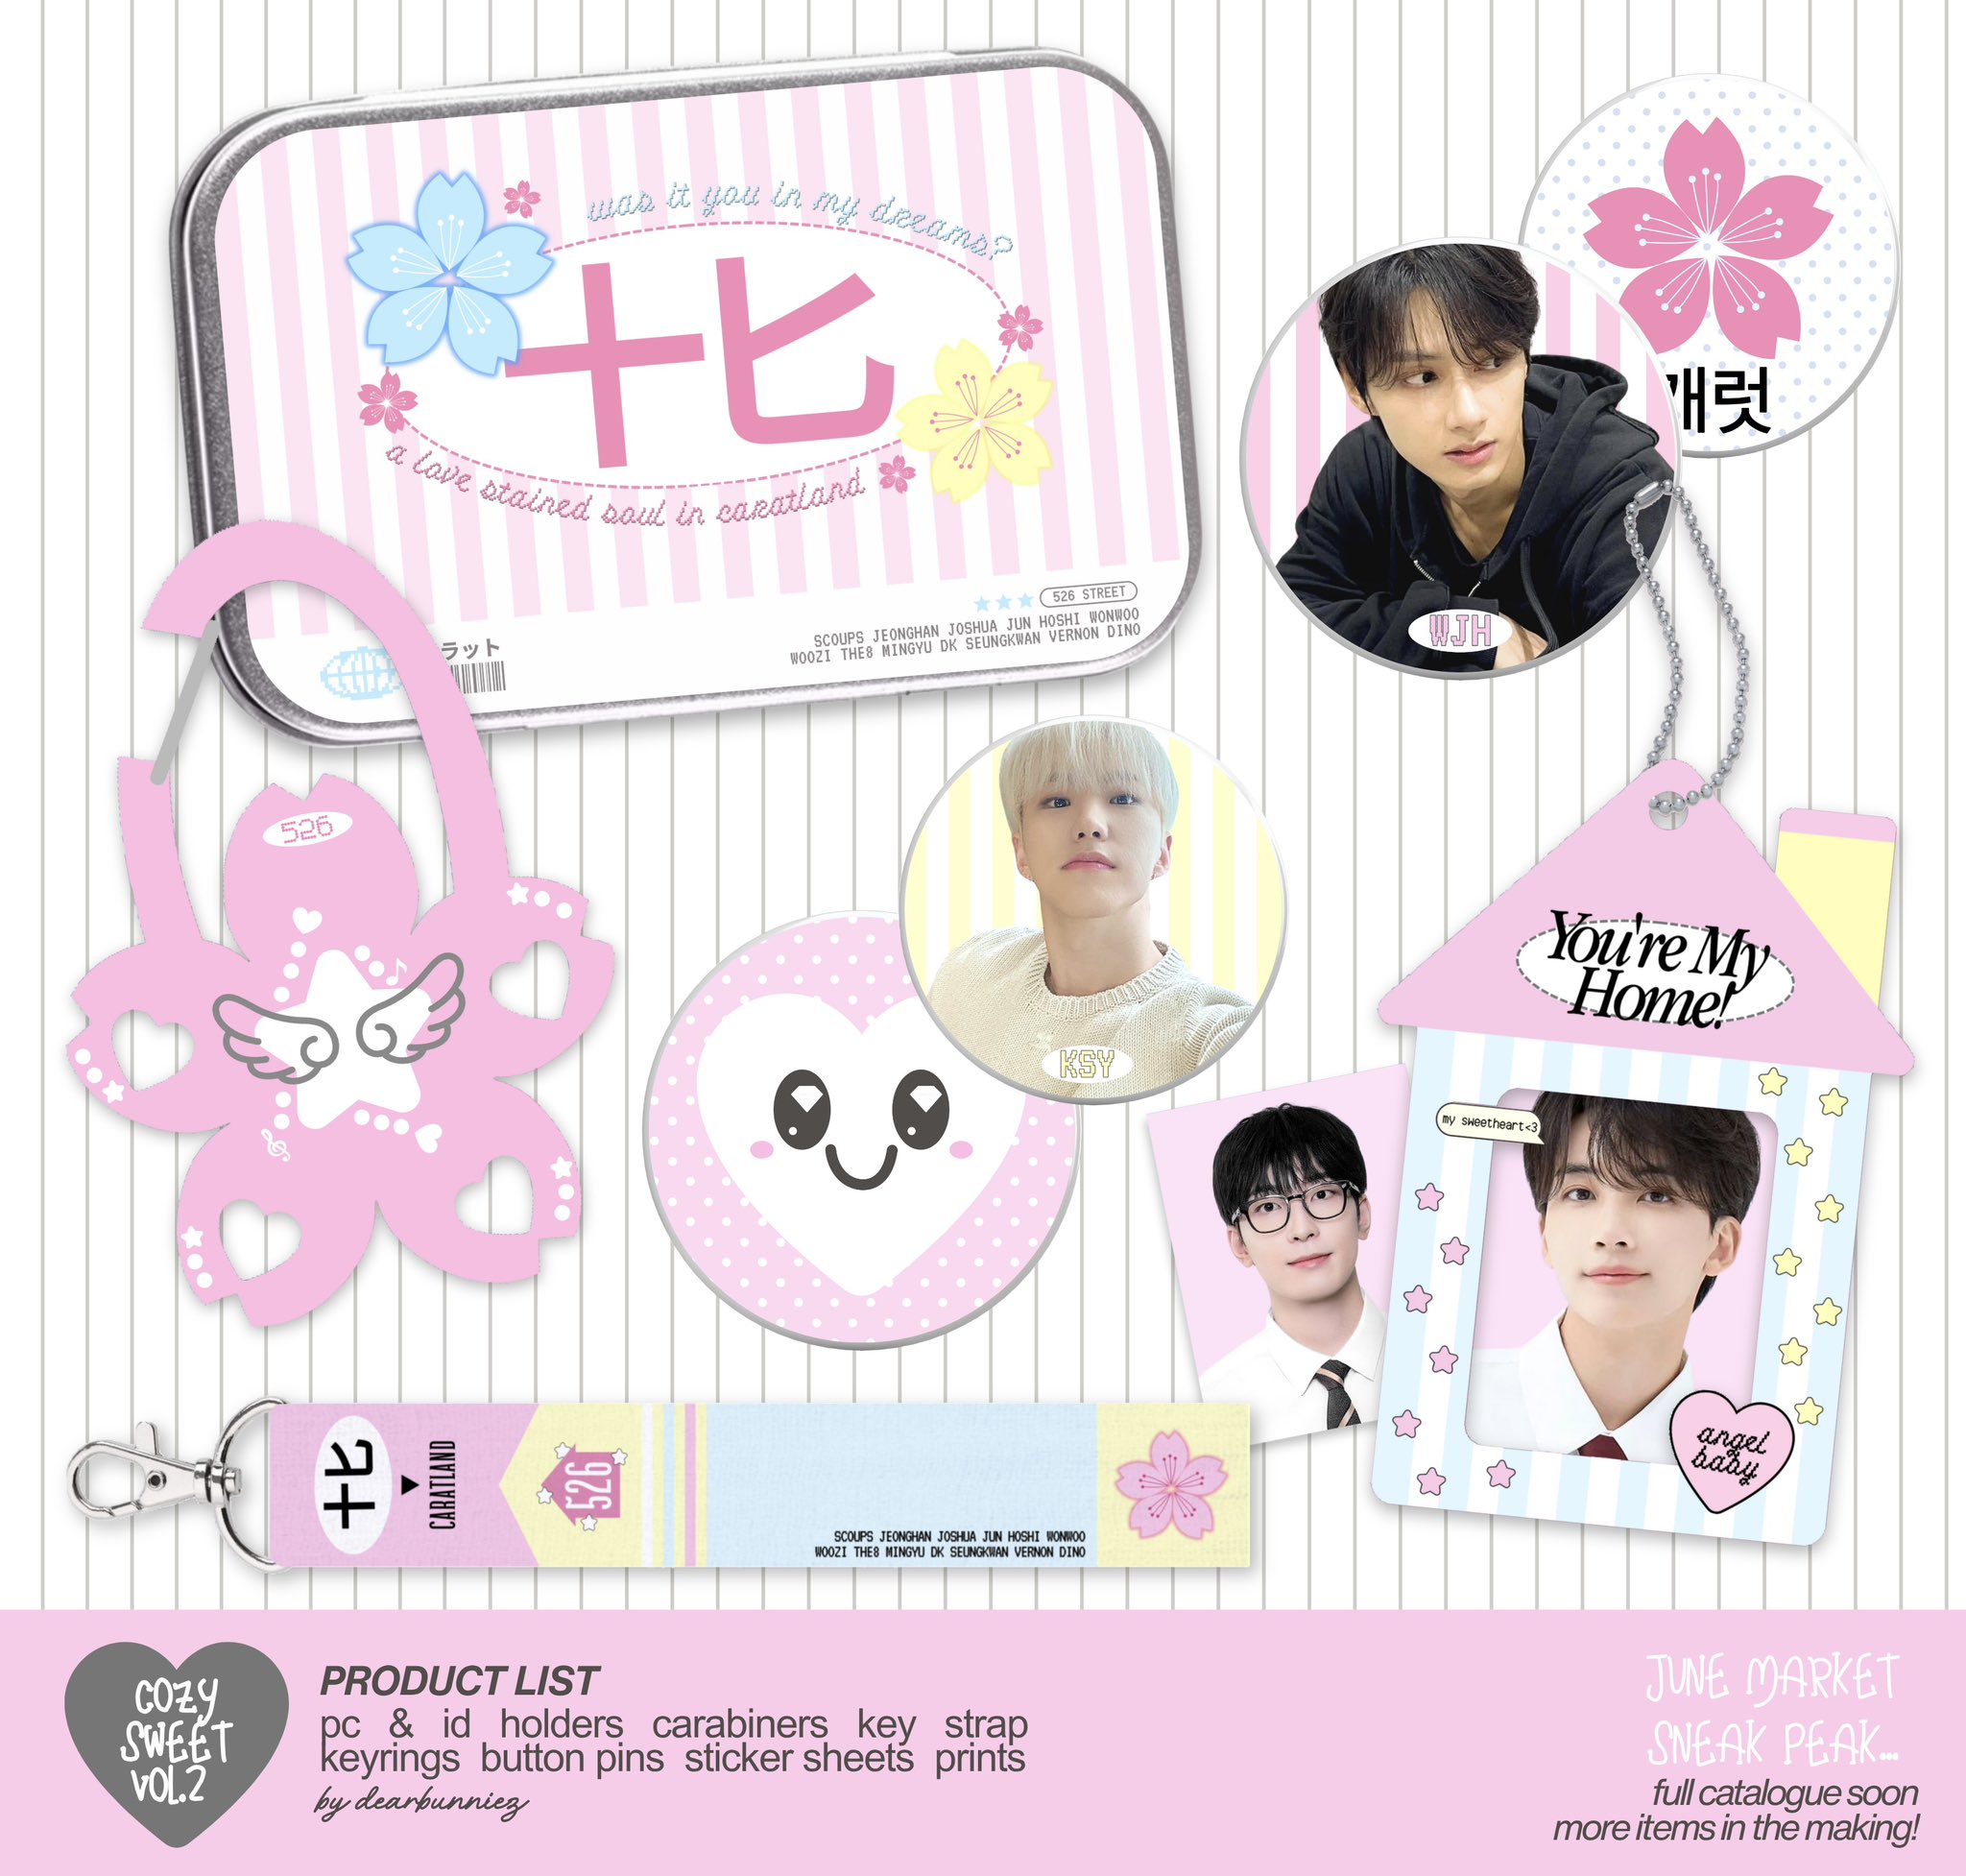 was it you in my dreams?
十匕
a love stained soul in caratland
526 STREET
SCOUPS JEONGHAN JOSHUA JUN HOSHI WONWOO
WOOZI THE8 MINGYU DK SEUNGKWAN VERNON DINO
ラット
캐럿
WJH
526
KSY
You're My
Home!
my sweetheart<3
angel
baby
十匕
CARATLAND
526
SCOUPS JEONGHAN JOSHUA JUN HOSHI WONWOO
WOOZI THE8 MINGYU DK SEUNGKWAN VERNON DINO
COZY
SWEET
VOL.2
PRODUCT LIST
pc & id holders carabiners key strap
keyrings button pins sticker sheets prints
by dearbunniez
JUNE MARKET
SNEAK PEAK...
full catalogue soon
more items in the making!